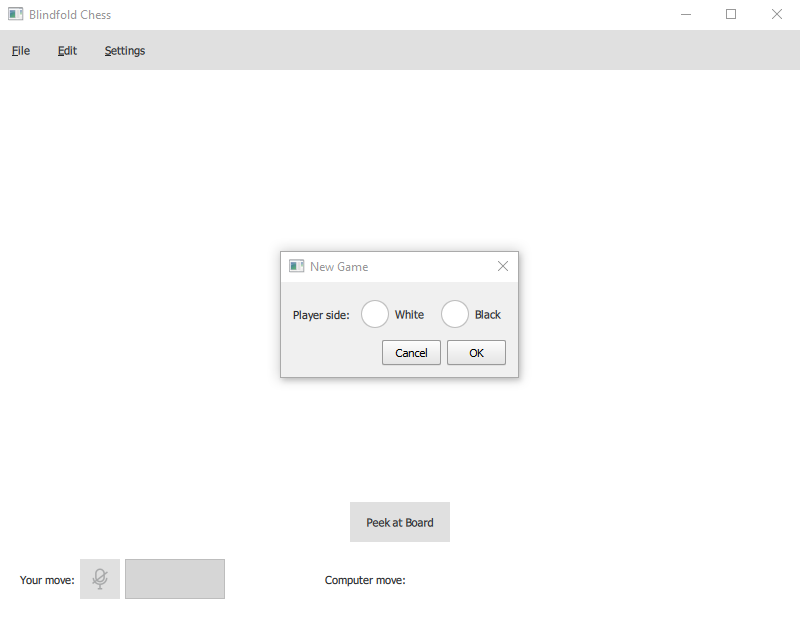 Blindfold Chess
File Edit Settings
New Game
Player side: White Black
Cancel OK
Peek at Board
Your move: Computer move: